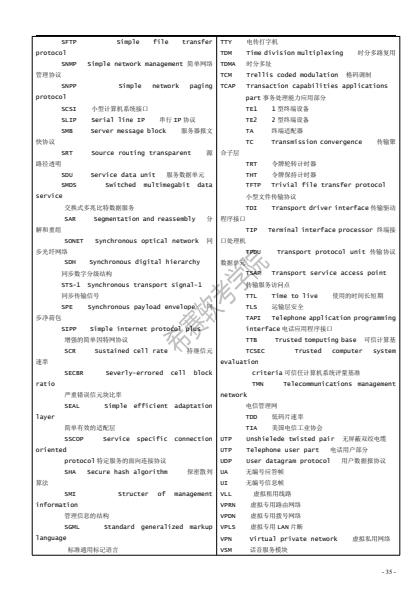 SFTP Simple file transfer
protocol
SNMP Simple network management 简单网络
管理协议
SNPP Simple network paging
protocol
SCSI 小型计算机系统接口
SLIP Serial line IP 串行 IP 协议
SMB Server message block 服务器报文
快协议
SRT Source routing transparent 源
路径透明
SDU Service data unit 服务数据单元
SMDS Switched multimegabit data
service
交换式多兆比特数据服务
SAR Segmentation and reassembly 分
解和重组
SONET Synchronous optical network 同
步光纤网络
SDH Synchronous digital hierarchy
同步数字分级结构
STS-1 Synchronous transport signal-1
同步传输信号
SPE Synchronous payload envelope 同
步净荷包
SIPP Simple internet protocol plus
增强的简单因特网协议
SCR Sustained cell rate 持继信元
速率
SECBR Severly-errored cell block
ratio
严重错误信元块比率
SEAL Simple efficient adaptation
layer
简单有效的适配层
SSCOP Service specific connection
oriented
protocol 特定服务的面向连接协议
SHA Secure hash algorithm 保密散列
算法
SMI Structer of management
information
管理信息的结构
SGML Standard generalized markup
language
标准通用标记语言
TTY 电传打字机
TDM Time division multiplexing 时分多路复用
TDMA 时分多址
TCM Trellis coded modulation 格码调制
TCAP Transaction capabilities applications
part 事务处理能力应用部分
TE1 1 型终端设备
TE2 2 型终端设备
TA 终端适配器
TC Transmission convergence 传输聚
合子层
TRT 令牌轮转计时器
THT 令牌保持计时器
TFTP Trivial file transfer protocol
小型文件传输协议
TDI Transport driver interface 传输驱动
程序接口
TIP Terminal interface processor 终端接
口处理机
TPDU Transport protocol unit 传输协议
数据单元
TSAP Transport service access point
传输服务访问点
TTL Time to live 使用的时间长短期
TLS 运输层安全
TAPI Telephone application programming
interface 电话应用程序接口
TTB Trusted tomputing base 可信计算基
TCSEC Trusted computer system
evaluation
criteria 可信任计算机系统评量基准
TMN Telecommunications management
network
电信管理网
TDD 低码片速率
TIA 美国电信工业协会
UTP Unshielede twisted pair 无屏蔽双绞电缆
UTP Telephone user part 电话用户部分
UDP User datagram protocol 用户数据报协议
UA 无编号应答帧
UI 无编号信息帧
VLL 虚拟租用线路
VPRN 虚拟专用路由网络
VPDN 虚拟专用拨号网络
VPLS 虚拟专用 LAN 片断
VPN Virtual private network 虚拟私用网络
VSM 话音服务模块
希赛软考学院
- 35 -